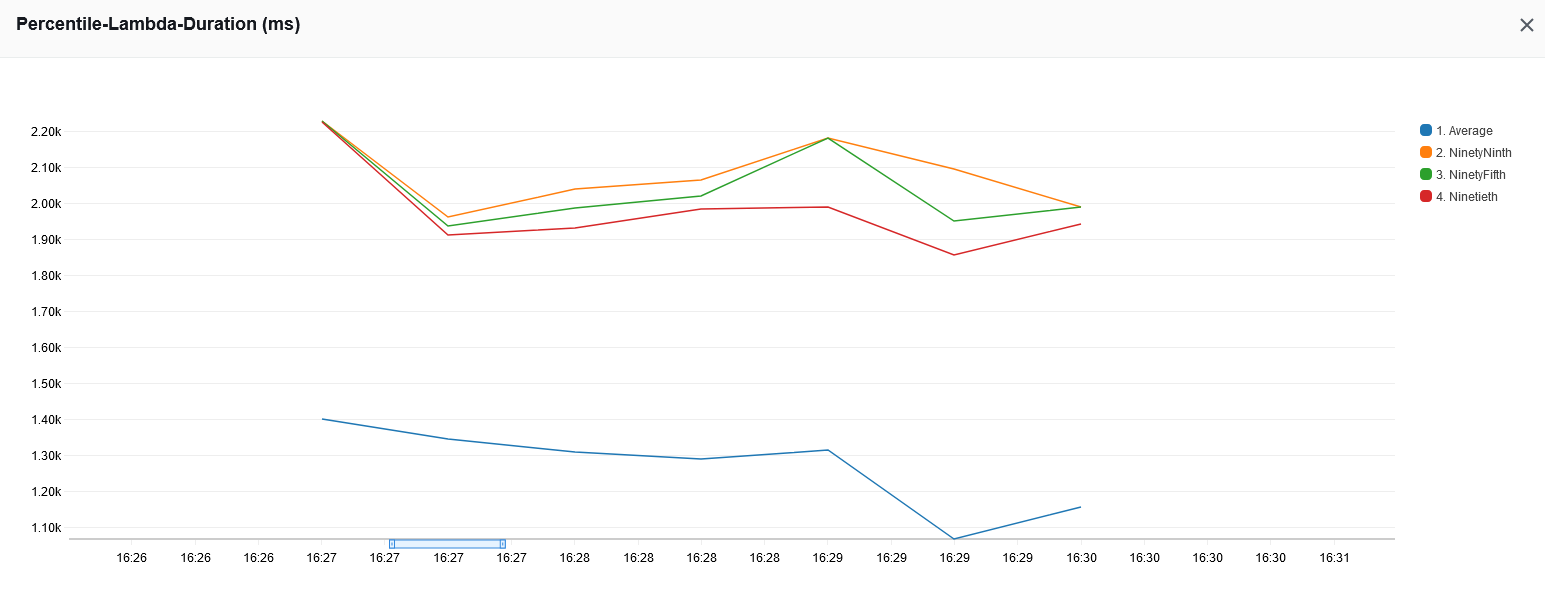 Percentile-Lambda-Duration (ms)
2.20k
2.10k
2.00k
1.90k
1.80k
1.70k
1.60k
1.50k
1.40k
1.30k
1.20k
1.10k
16:26 16:26 16:26 16:27 16:27 16:27 16:27 16:28 16:28 16:28 16:28 16:29 16:29 16:29 16:29 16:30 16:30 16:30 16:30 16:31
1. Average
2. NinetyNinth
3. NinetyFifth
4. Ninetieth